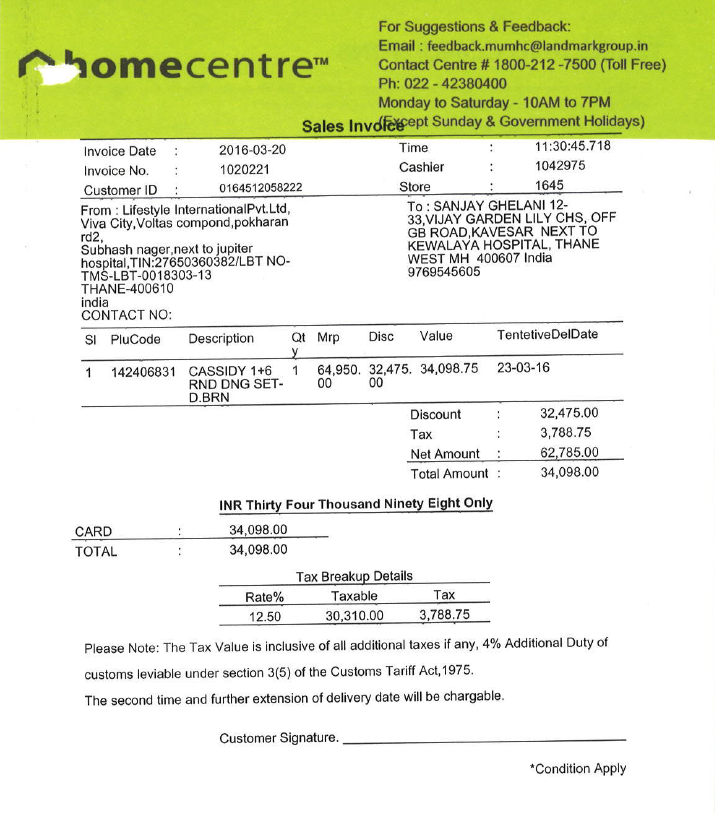 homecentre™
For Suggestions & Feedback:
Email : feedback.mumhc@landmarkgroup.in
Contact Centre # 1800-212 -7500 (Toll Free)
Ph: 022 - 42380400
Monday to Saturday - 10AM to 7PM
(Except Sunday & Government Holidays)
Sales Invoice
Invoice Date : 2016-03-20
Invoice No. : 1020221
Customer ID : 0164512058222
Time : 11:30:45.718
Cashier : 1042975
Store : 1645
From : Lifestyle InternationalPvt.Ltd,
Viva City,Voltas compond,pokharan
rd2,
Subhash nager,next to jupiter
hospital,TIN:27650360382/LBT NO-
TMS-LBT-0018303-13
THANE-400610
india
CONTACT NO:
To : SANJAY GHELANI 12-
33,VIJAY GARDEN LILY CHS, OFF
GB ROAD,KAVESAR NEXT TO
KEWALAYA HOSPITAL, THANE
WEST MH 400607 India
9769545605
Sl PluCode Description Qt Mrp Disc Value TentetiveDelDate
y
1 142406831 CASSIDY 1+6 1 64,950. 32,475. 34,098.75 23-03-16
RND DNG SET- 00 00
D.BRN
Discount : 32,475.00
Tax : 3,788.75
Net Amount : 62,785.00
Total Amount : 34,098.00
INR Thirty Four Thousand Ninety Eight Only
CARD : 34,098.00
TOTAL : 34,098.00
Tax Breakup Details
Rate% Taxable Tax
12.50 30,310.00 3,788.75
Please Note: The Tax Value is inclusive of all additional taxes if any, 4% Additional Duty of
customs leviable under section 3(5) of the Customs Tariff Act,1975.
The second time and further extension of delivery date will be chargable.
Customer Signature.
*Condition Apply